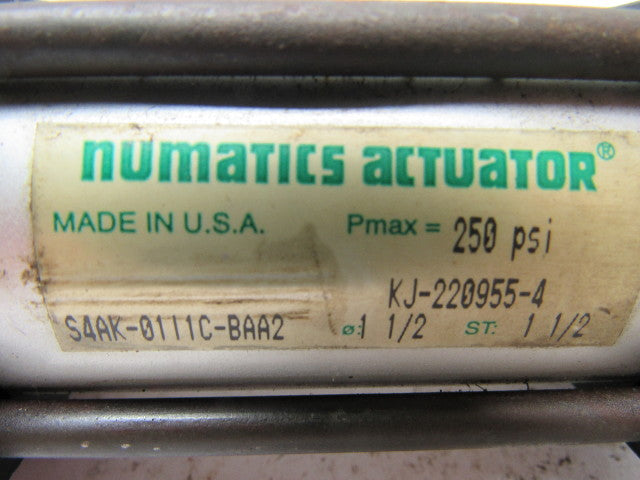 numatics actuator®
MADE IN U.S.A. Pmax = 250 psi
KJ-220955-4
S4AK-0111C-BAA2 ø: 1 1/2 ST: 1 1/2